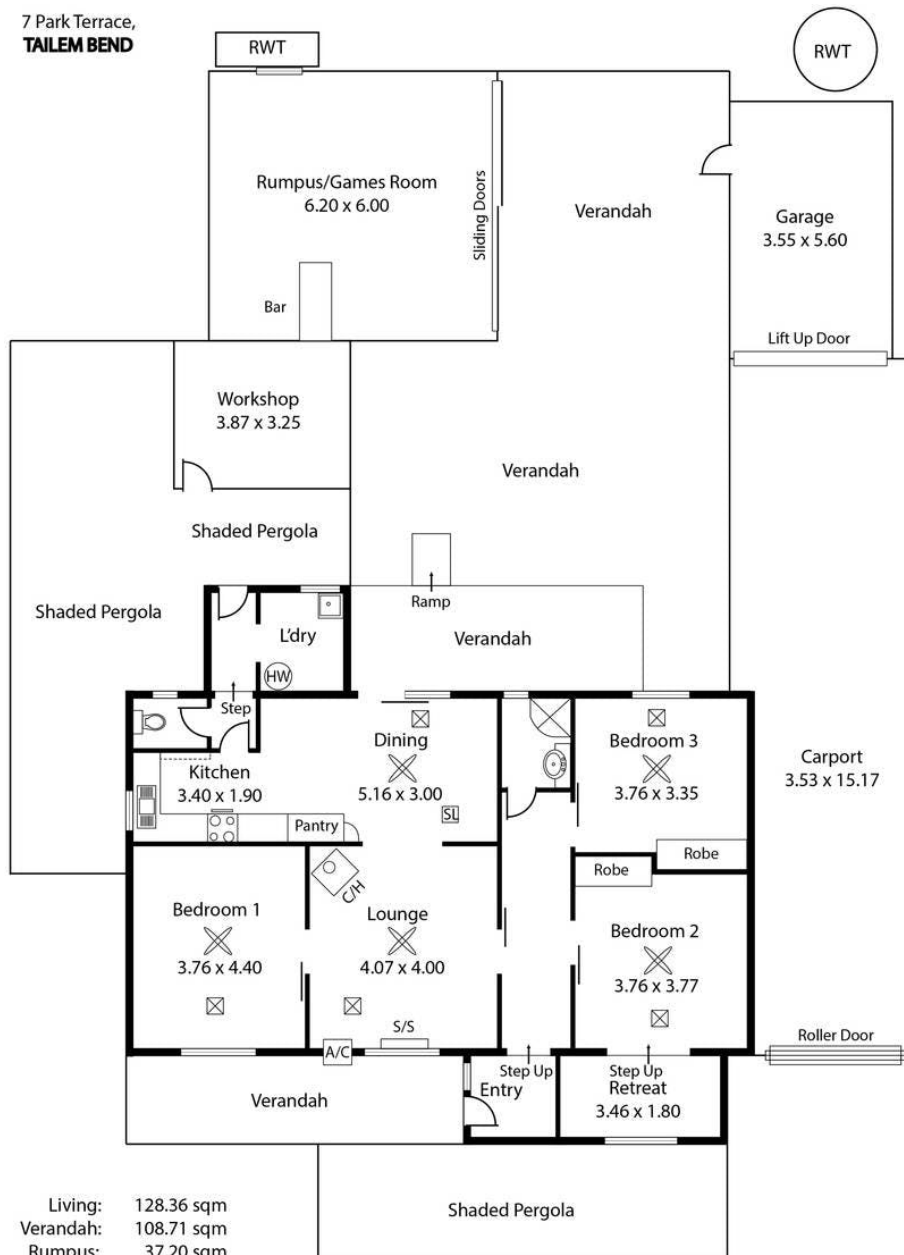 7 Park Terrace,
TAILEM BEND
RWT
RWT
Rumpus/Games Room
6.20 x 6.00
Sliding Doors
Verandah
Garage
3.55 x 5.60
Bar
Lift Up Door
Workshop
3.87 x 3.25
Verandah
Shaded Pergola
Shaded Pergola
Ramp
L'dry
Verandah
HW
Step
Dining
5.16 x 3.00
Bedroom 3
3.76 x 3.35
Carport
3.53 x 15.17
Kitchen
3.40 x 1.90
Pantry
SL
Robe
Robe
C/H
Bedroom 1
3.76 x 4.40
Lounge
4.07 x 4.00
Bedroom 2
3.76 x 3.77
S/S
A/C
Roller Door
Step Up
Step Up
Entry
Retreat
3.46 x 1.80
Verandah
Shaded Pergola
Living: 128.36 sqm
Verandah: 108.71 sqm
Rumpus: 37.20 sqm